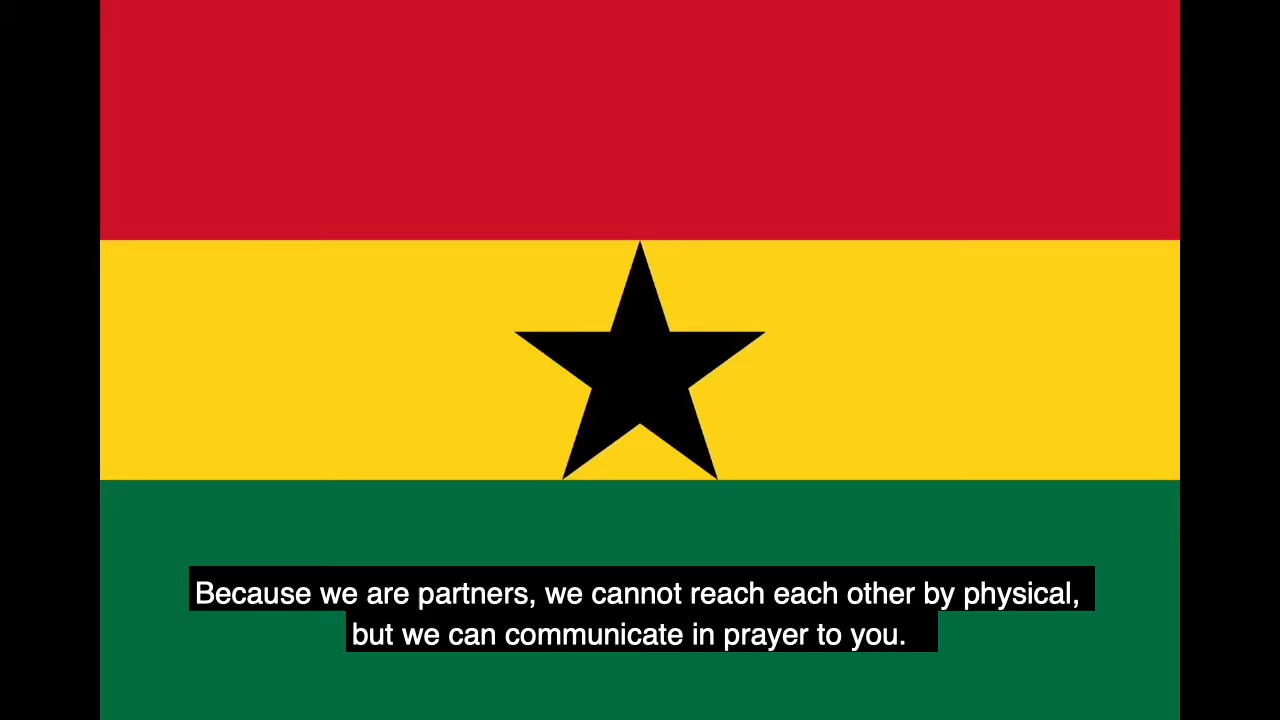 Because we are partners, we cannot reach each other by physical,
but we can communicate in prayer to you.